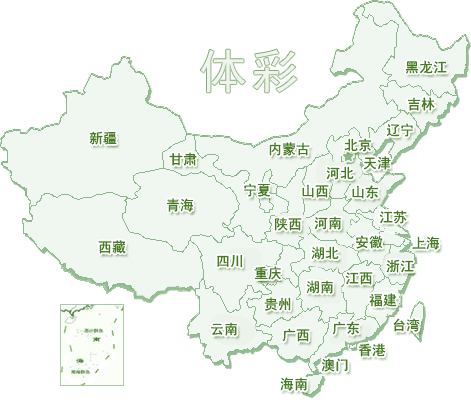 体彩
黑龙江
吉林
辽宁
新疆
内蒙古
北京
甘肃
天津
河北
宁夏
山西
山东
青海
江苏
陕西
河南
西藏
安徽
上海
四川
湖北
浙江
重庆
江西
湖南
贵州
福建
云南
广西
广东
台湾
香港
澳门
海南